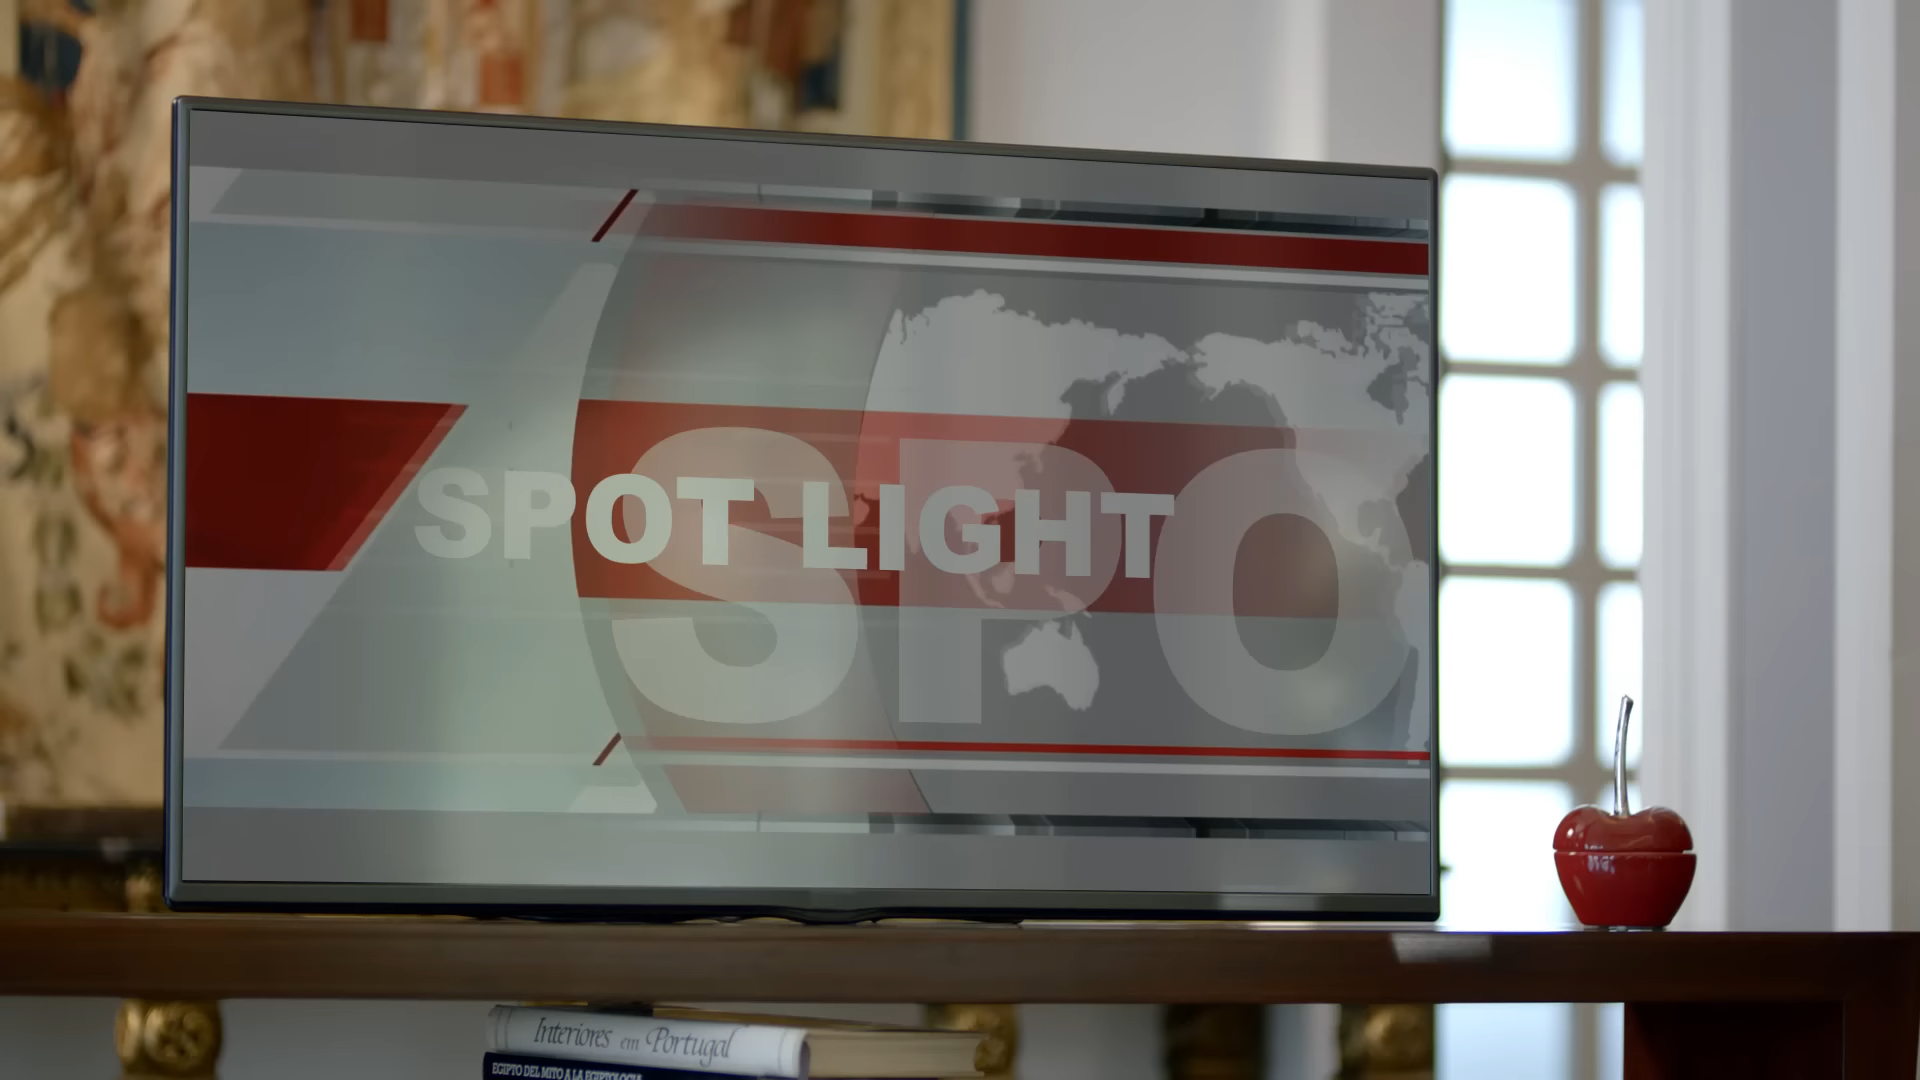 SPOT LIGHT
SPO
Interiores em Portugal
EGIPTO DEL MITO A LA EGIPTOLOGIA